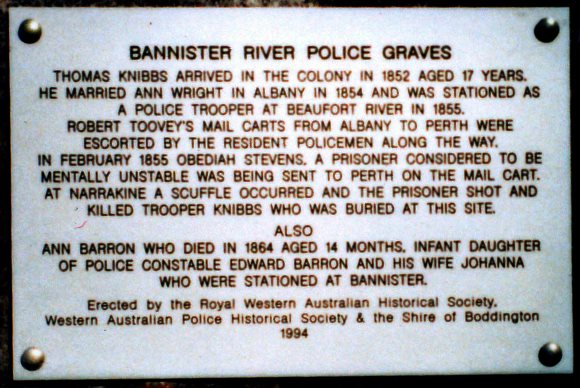 BANNISTER RIVER POLICE GRAVES
THOMAS KNIBBS ARRIVED IN THE COLONY IN 1852 AGED 17 YEARS.
HE MARRIED ANN WRIGHT IN ALBANY IN 1854 AND WAS STATIONED AS
A POLICE TROOPER AT BEAUFORT RIVER IN 1855.
ROBERT TOOVEY'S MAIL CARTS FROM ALBANY TO PERTH WERE
ESCORTED BY THE RESIDENT POLICEMEN ALONG THE WAY.
IN FEBRUARY 1855 OBEDIAH STEVENS, A PRISONER CONSIDERED TO BE
MENTALLY UNSTABLE WAS BEING SENT TO PERTH ON THE MAIL CART.
AT NARRAKINE A SCUFFLE OCCURRED AND THE PRISONER SHOT AND
KILLED TROOPER KNIBBS WHO WAS BURIED AT THIS SITE.
ALSO
ANN BARRON WHO DIED IN 1864 AGED 14 MONTHS, INFANT DAUGHTER
OF POLICE CONSTABLE EDWARD BARRON AND HIS WIFE JOHANNA
WHO WERE STATIONED AT BANNISTER.
Erected by the Royal Western Australian Historical Society,
Western Australian Police Historical Society & the Shire of Boddington
1994